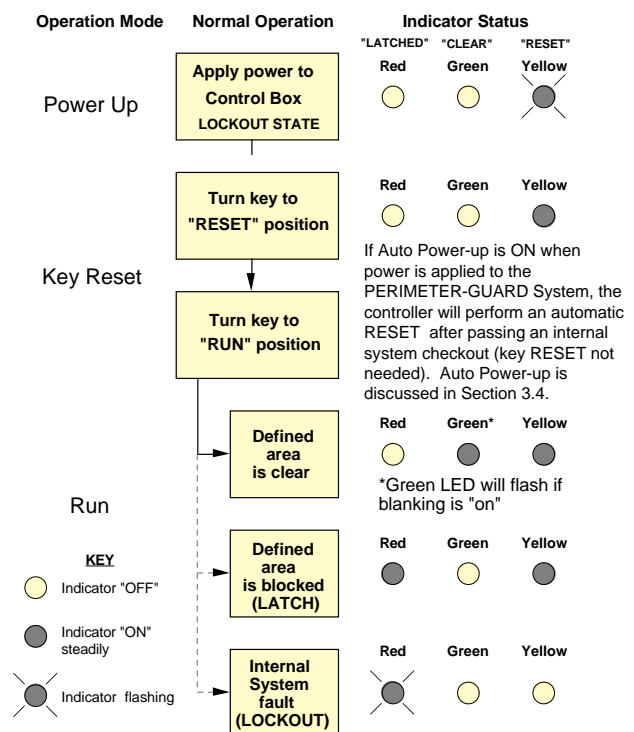 Operation Mode Normal Operation Indicator Status
"LATCHED" "CLEAR" "RESET"
Power Up
Apply power to
Control Box
LOCKOUT STATE
Red Green Yellow
Key Reset
Turn key to
"RESET" position
Red Green Yellow
If Auto Power-up is ON when
power is applied to the
PERIMETER-GUARD System, the
controller will perform an automatic
RESET after passing an internal
system checkout (key RESET not
needed). Auto Power-up is
discussed in Section 3.4.
Turn key to
"RUN" position
Run
Defined
area
is clear
Red Green* Yellow
*Green LED will flash if
blanking is "on"
Defined
area
is blocked
(LATCH)
Red Green Yellow
Internal
System
fault
(LOCKOUT)
Red Green Yellow
KEY
Indicator "OFF"
Indicator "ON"
steadily
Indicator flashing